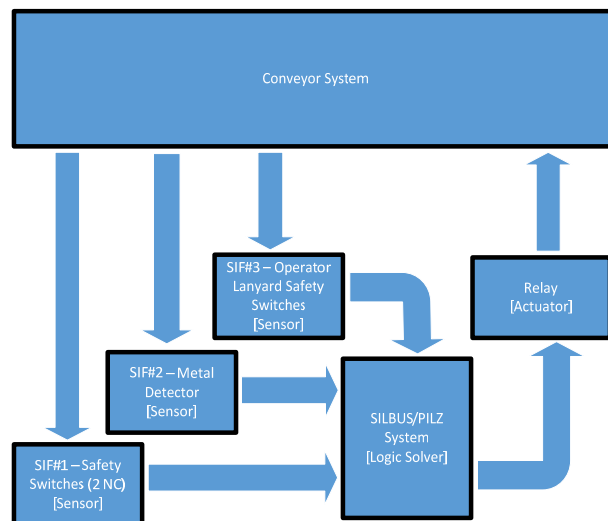 Conveyor System
SIF#3 – Operator
Lanyard Safety
Switches
[Sensor]
Relay
[Actuator]
SIF#2 – Metal
Detector
[Sensor]
SILBUS/PILZ
System
[Logic Solver]
SIF#1 – Safety
Switches (2 NC)
[Sensor]